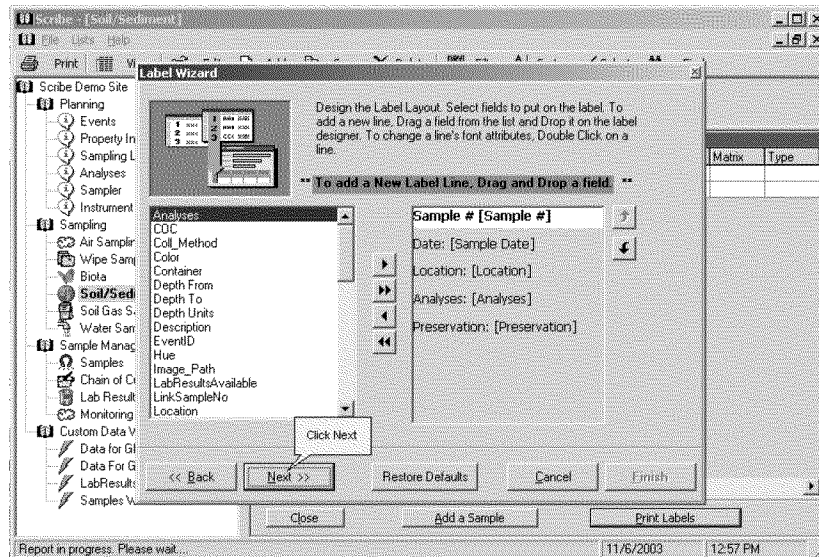 Scribe - [Soil/Sediment]
File Lists Help
Print
Label Wizard
Scribe Demo Site
Planning
Events
Property In
Sampling L
Analyses
Sampler
Instrument
Sampling
Air Samplin
Wipe Sam
Biota
Soil/Sedi
Soil Gas S
Water Sam
Sample Manag
Samples
Chain of Cu
Lab Result
Monitoring
Custom Data V
Data for GI
Data For G
LabResults
Samples V
Design the Label Layout. Select fields to put on the label. To
add a new line, Drag a field from the list and Drop it on the label
designer. To change a line's font attributes, Double Click on a
line.
** To add a New Label Line, Drag and Drop a field. **
Analyses
COC
Coll_Method
Color
Container
Depth From
Depth To
Depth Units
Description
EventID
Hue
Image_Path
LabResultsAvailable
LinkSampleNo
Location
Sample # [Sample #]
Date: [Sample Date]
Location: [Location]
Analyses: [Analyses]
Preservation: [Preservation]
Matrix Type
Click Next
<< Back Next >> Restore Defaults Cancel Finish
Close Add a Sample Print Labels
Report in progress. Please wait.... 11/6/2003 12:57 PM